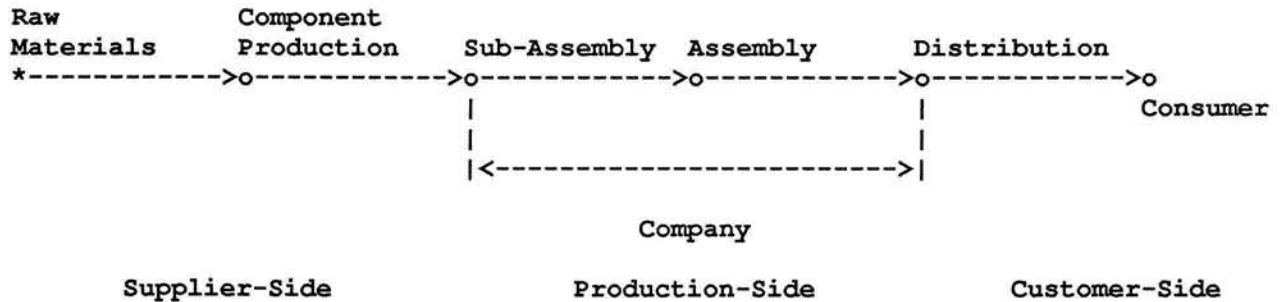 Raw Component
Materials Production Sub-Assembly Assembly Distribution
*------------>o------------>o------------>o------------>o------------>o
| | Consumer
| |
|<------------------------->|
Company
Supplier-Side Production-Side Customer-Side